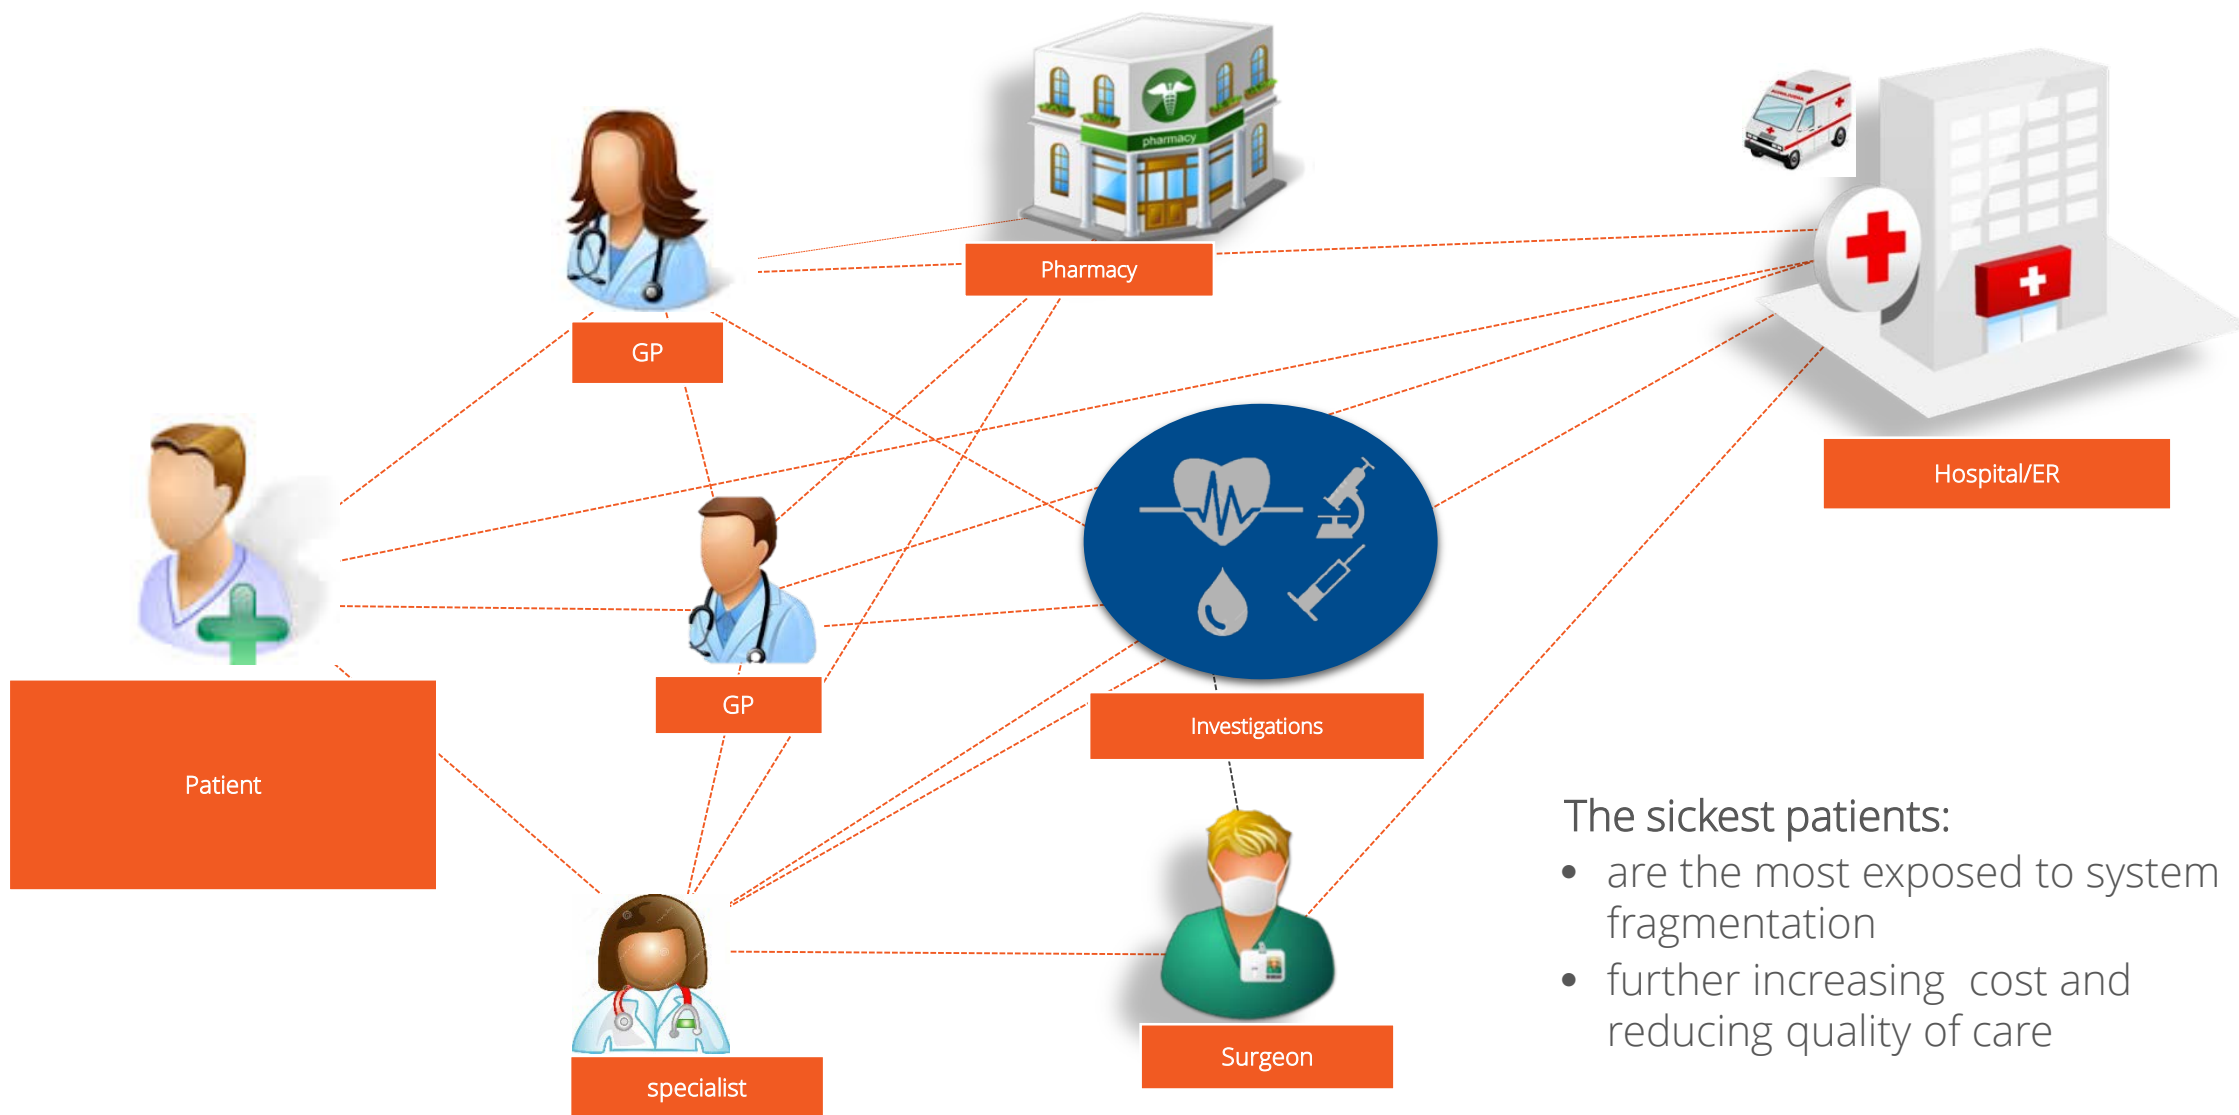 pharmacy
Pharmacy
GP
Hospital/ER
GP
Patient
Investigations
The sickest patients:
• are the most exposed to system
fragmentation
• further increasing  cost and
reducing quality of care
Surgeon
specialist